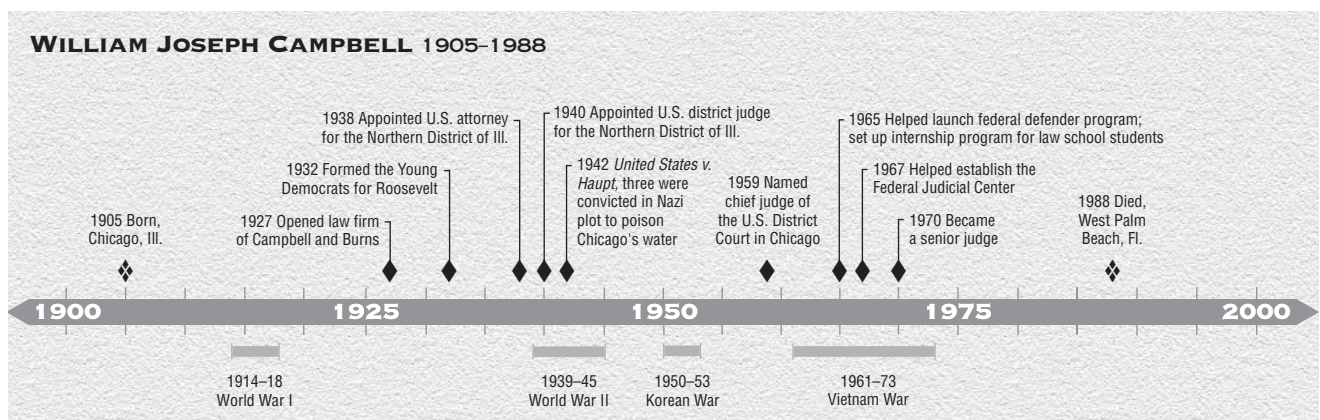 WILLIAM JOSEPH CAMPBELL 1905–1988
1905 Born,
Chicago, Ill.
1927 Opened law firm
of Campbell and Burns
1932 Formed the Young
Democrats for Roosevelt
1938 Appointed U.S. attorney
for the Northern District of Ill.
1940 Appointed U.S. district judge
for the Northern District of Ill.
1942 United States v.
Haupt, three were
convicted in Nazi
plot to poison
Chicago's water
1959 Named
chief judge of
the U.S. District
Court in Chicago
1965 Helped launch federal defender program;
set up internship program for law school students
1967 Helped establish the
Federal Judicial Center
1970 Became
a senior judge
1988 Died,
West Palm
Beach, Fl.
1900 1925 1950 1975 2000
1914–18
World War I
1939–45
World War II
1950–53
Korean War
1961–73
Vietnam War